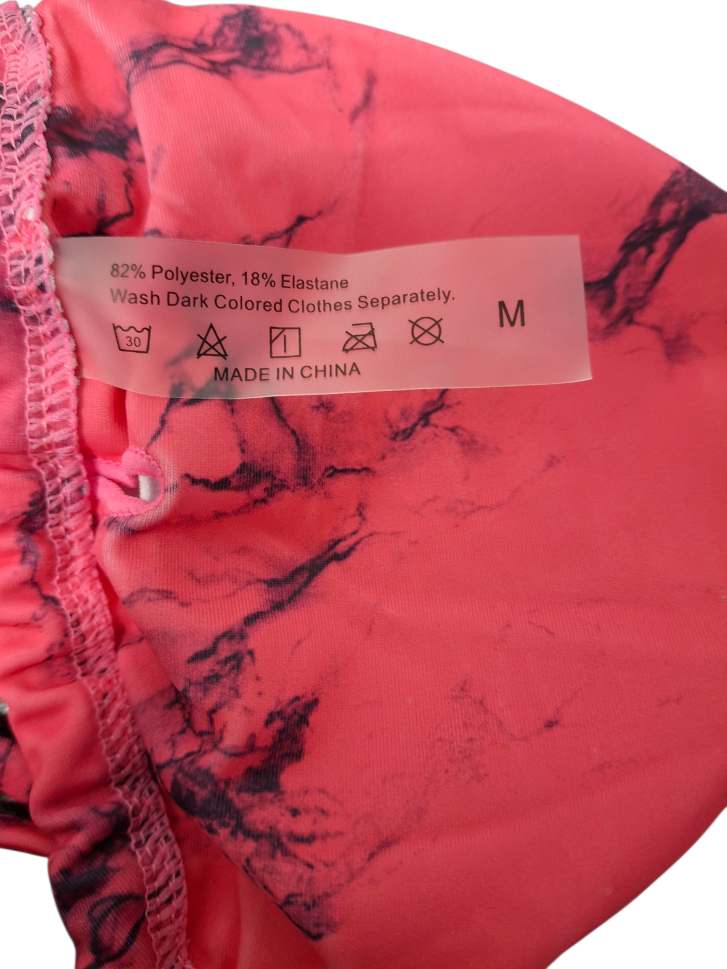 82% Polyester, 18% Elastane
Wash Dark Colored Clothes Separately.
M
30
MADE IN CHINA